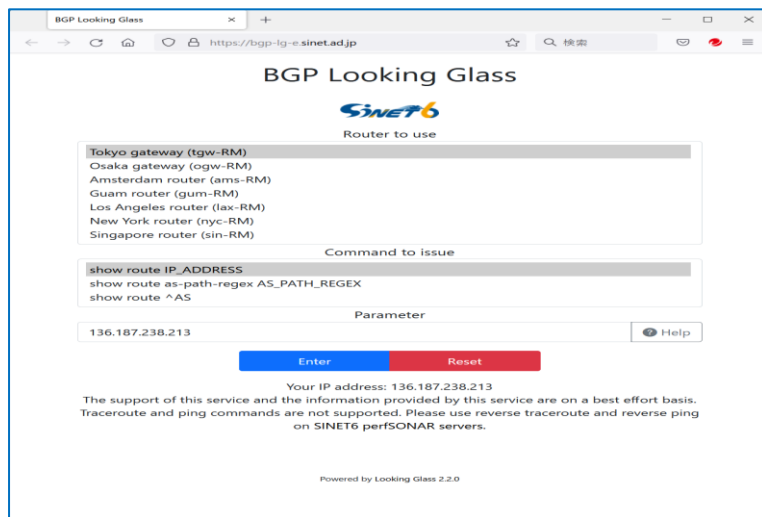 BGP Looking Glass
https://bgp-lg-e.sinet.ad.jp
検索
BGP Looking Glass
SINET6
Router to use
Tokyo gateway (tgw-RM)
Osaka gateway (ogw-RM)
Amsterdam router (ams-RM)
Guam router (gum-RM)
Los Angeles router (lax-RM)
New York router (nyc-RM)
Singapore router (sin-RM)
Command to issue
show route IP_ADDRESS
show route as-path-regex AS_PATH_REGEX
show route ^AS
Parameter
136.187.238.213
Help
Enter
Reset
Your IP address: 136.187.238.213
The support of this service and the information provided by this service are on a best effort basis.
Traceroute and ping commands are not supported. Please use reverse traceroute and reverse ping
on SINET6 perfSONAR servers.
Powered by Looking Glass 2.2.0